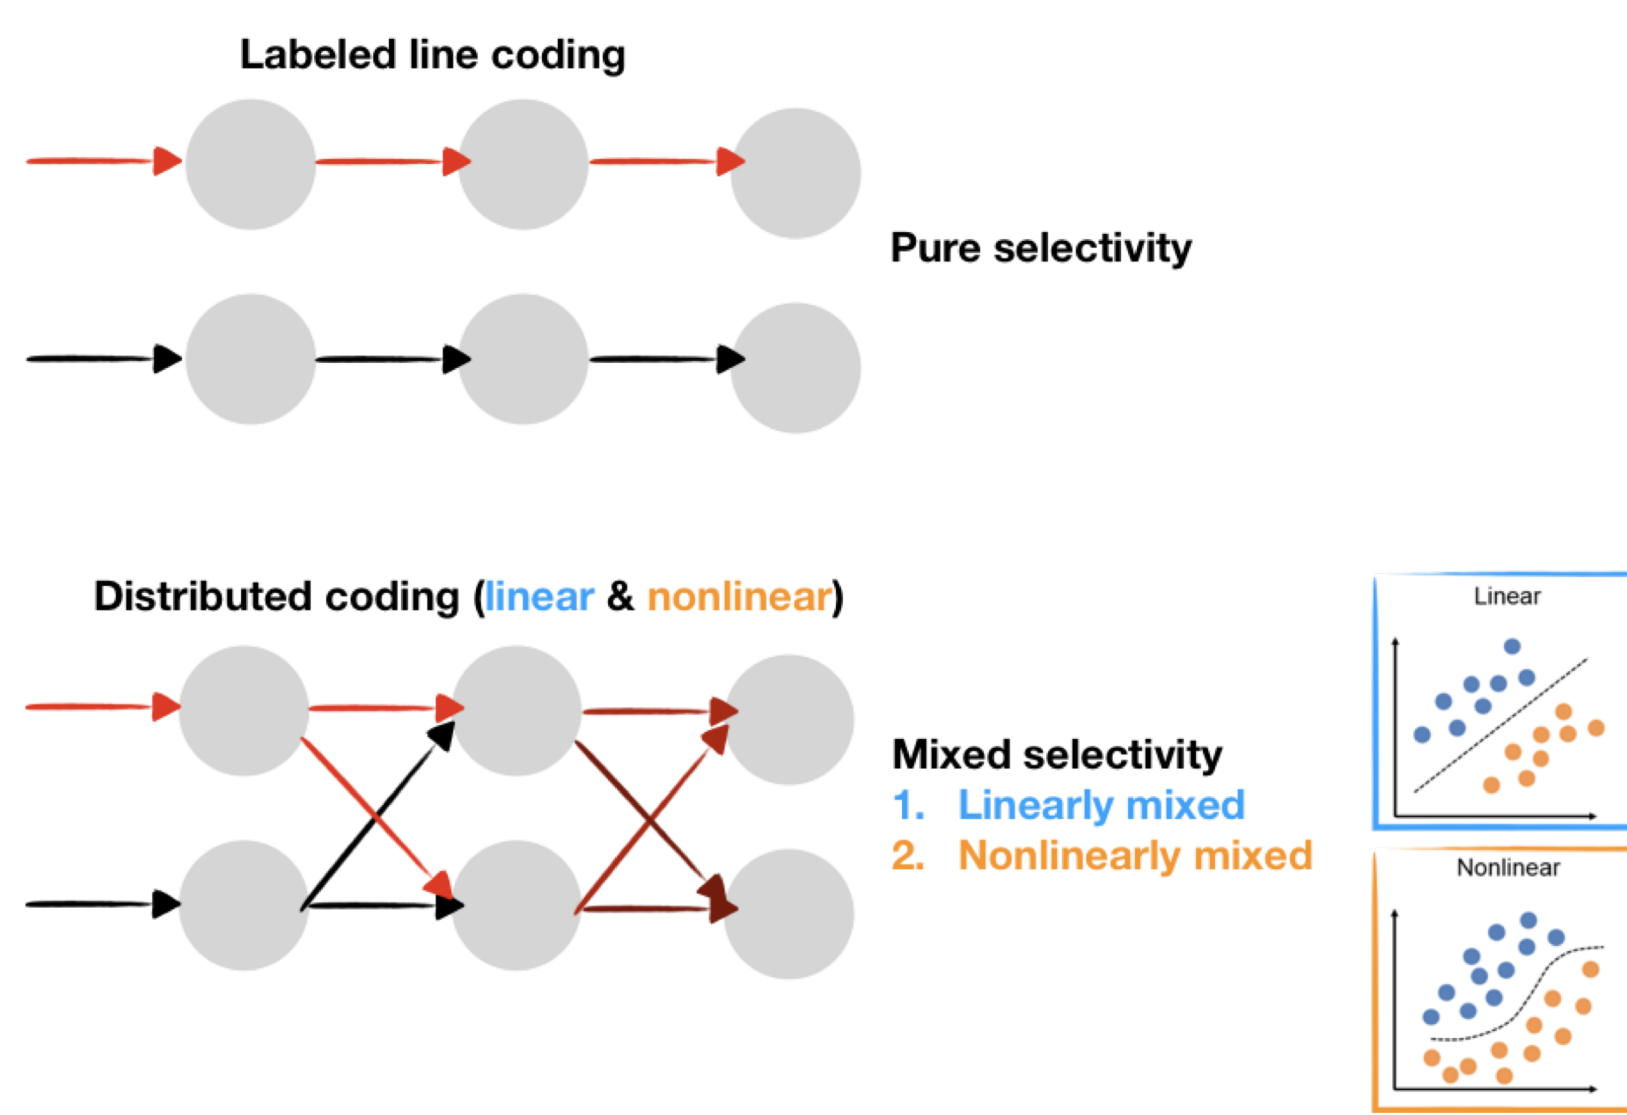 Labeled line coding
Pure selectivity
Distributed coding (linear & nonlinear)
Mixed selectivity
1. Linearly mixed
2. Nonlinearly mixed
Linear
Nonlinear